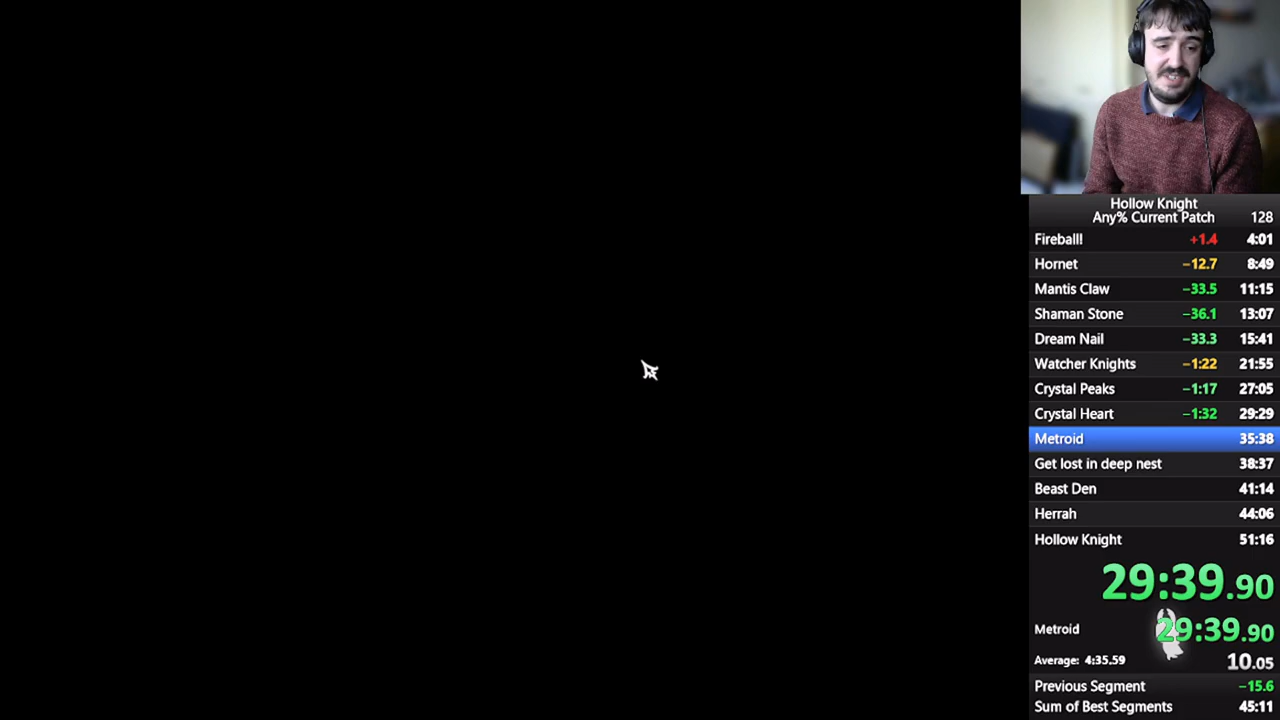 Hollow Knight
Any% Current Patch 128
Fireball! +1.4 4:01
Hornet −12.7 8:49
Mantis Claw −33.5 11:15
Shaman Stone −36.1 13:07
Dream Nail −33.3 15:41
Watcher Knights −1:22 21:55
Crystal Peaks −1:17 27:05
Crystal Heart −1:32 29:29
Metroid 35:38
Get lost in deep nest 38:37
Beast Den 41:14
Herrah 44:06
Hollow Knight 51:16
29:39.90
Metroid 29:39.90
Average: 4:35.59 10.05
Previous Segment −15.6
Sum of Best Segments 45:11